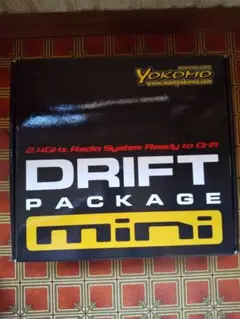 YOKOMO
www.teamyokomo.com
2.4GHz Radio System Ready to Drift
DRIFT
PACKAGE
mini